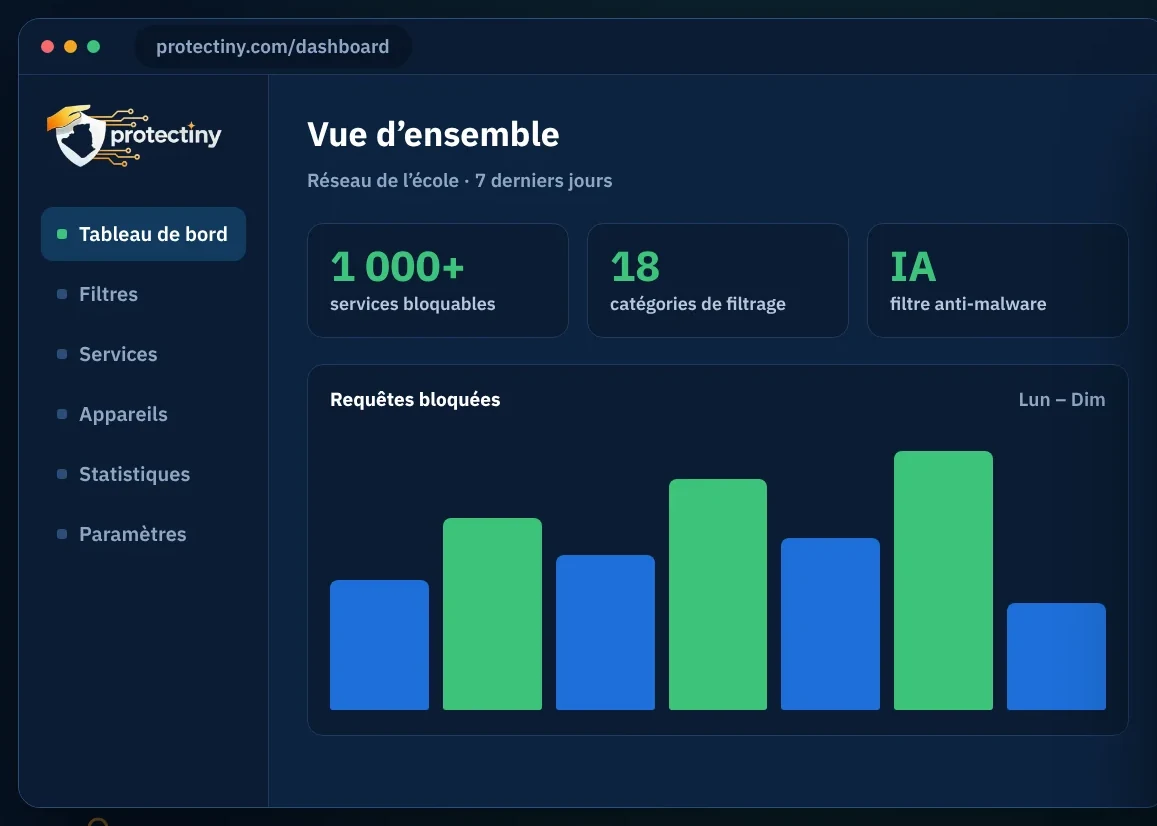 protectiny.com/dashboard
protectiny
Tableau de bord
Filtres
Services
Appareils
Statistiques
Paramètres
Vue d’ensemble
Réseau de l’école · 7 derniers jours
1 000+
services bloquables
18
catégories de filtrage
IA
filtre anti-malware
Requêtes bloquées
Lun – Dim